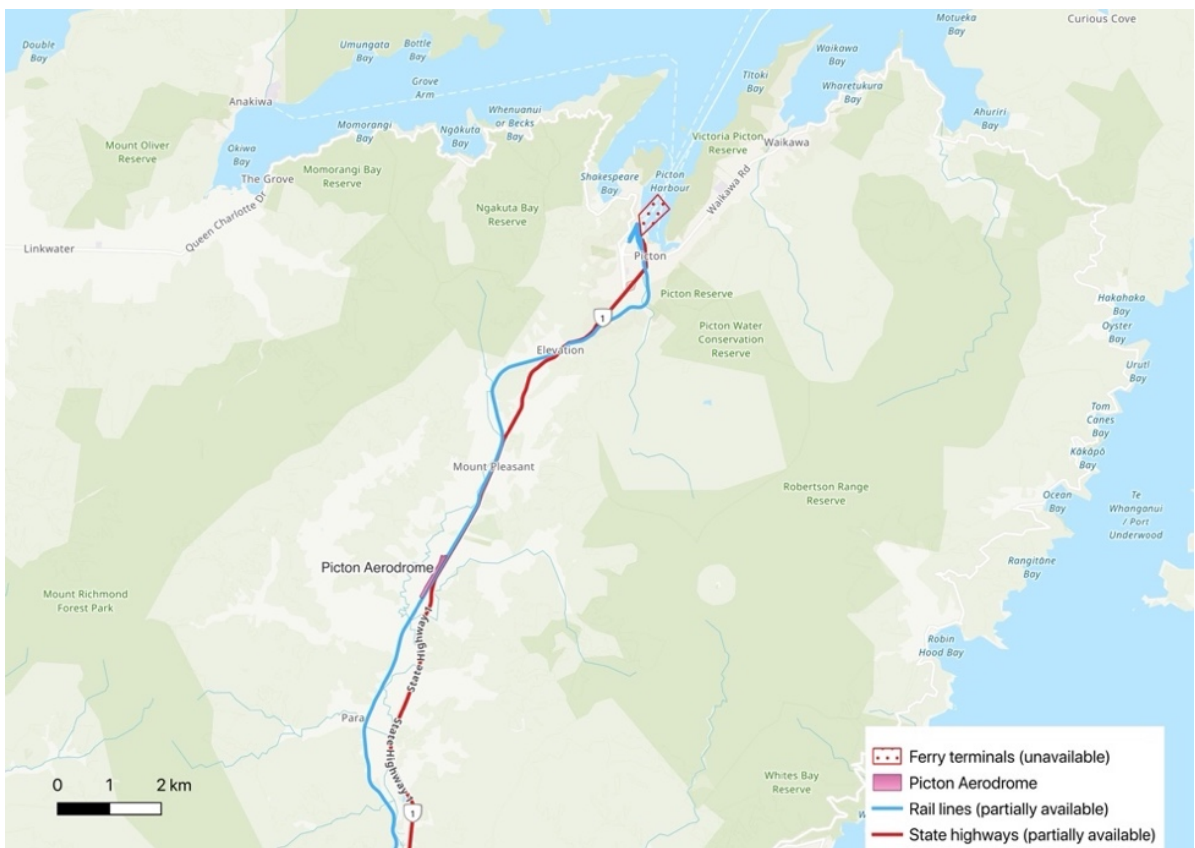 Curious Cove
Motueka
Bay
Double
Bay
Umungata
Bay
Bottle
Bay
Waikawa
Bay
Grove
Arm
Titoki
Bay
Wharetukura
Bay
Anakiwa
Whenuanui
or Becks
Bay
Ahuriri
Bay
Momorangi
Bay
Ngākuta
Bay
Mount Oliver
Reserve
Okiwa
Bay
Victoria Picton
Reserve
Waikawa
The Grove
Momorangi Bay
Reserve
Shakespeare
Bay
Picton
Harbour
Waikawa Rd
Queen Charlotte Dr
Ngakuta Bay
Reserve
Linkwater
Picton
Picton Reserve
1
Hakahaka
Bay
Oyster
Bay
Picton Water
Conservation
Reserve
Elevation
Urutī
Bay
Tom
Canes
Bay
Kākāpō
Bay
Mount Pleasant
Robertson Range
Reserve
Ocean
Bay
Te
Whanganui
/ Port
Underwood
Picton Aerodrome
Rangitāne
Bay
Mount Richmond
Forest Park
State Highway 1
Robin
Hood Bay
Para
State Highway 1
1
0 1 2 km
Whites Bay
Reserve
Ferry terminals (unavailable)
Picton Aerodrome
Rail lines (partially available)
State highways (partially available)